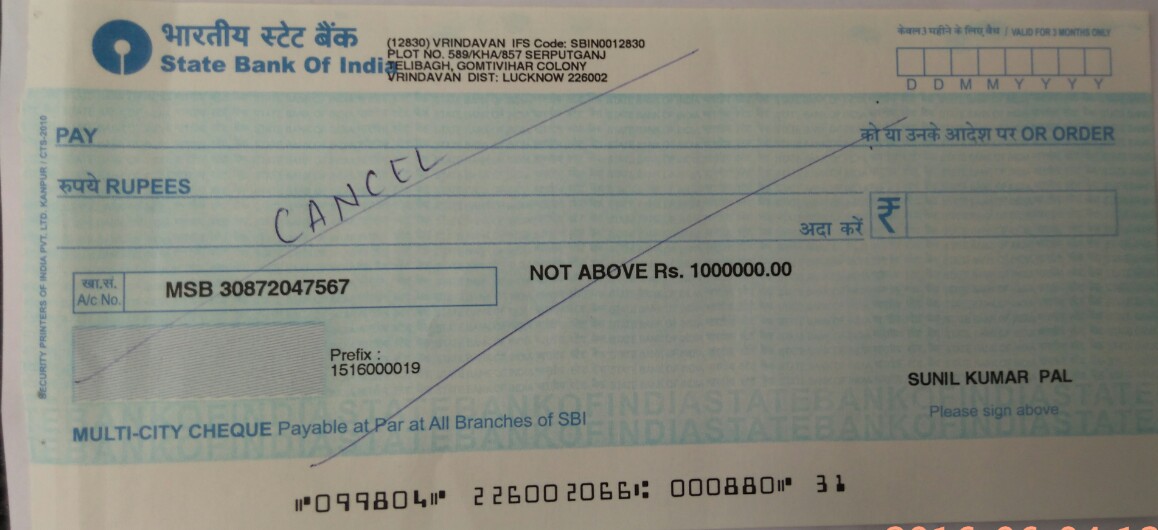 भारतीय स्टेट बैंक
State Bank Of India
(12830) VRINDAVAN IFS Code: SBIN0012830
PLOT NO. 589/KHA/857 SERPUTGANJ
TELIBAGH, GOMTIVIHAR COLONY
VRINDAVAN DIST: LUCKNOW 226002
केवल 3 महीने के लिए वैध / VALID FOR 3 MONTHS ONLY
D D M M Y Y Y Y
PAY
को या उनके आदेश पर OR ORDER
रुपये RUPEES
CANCEL
अदा करें ₹
खा.सं.
A/c No.
MSB 30872047567
NOT ABOVE Rs. 1000000.00
Prefix :
1516000019
SUNIL KUMAR PAL
Please sign above
MULTI-CITY CHEQUE Payable at Par at All Branches of SBI
STATEBANKOFINDIASTATEBANKOFINDIASTATE
⑈099804⑈ 226002066⑆ 000880⑈ 31
SECURITY PRINTERS OF INDIA PVT. LTD. KANPUR / CTS-2010